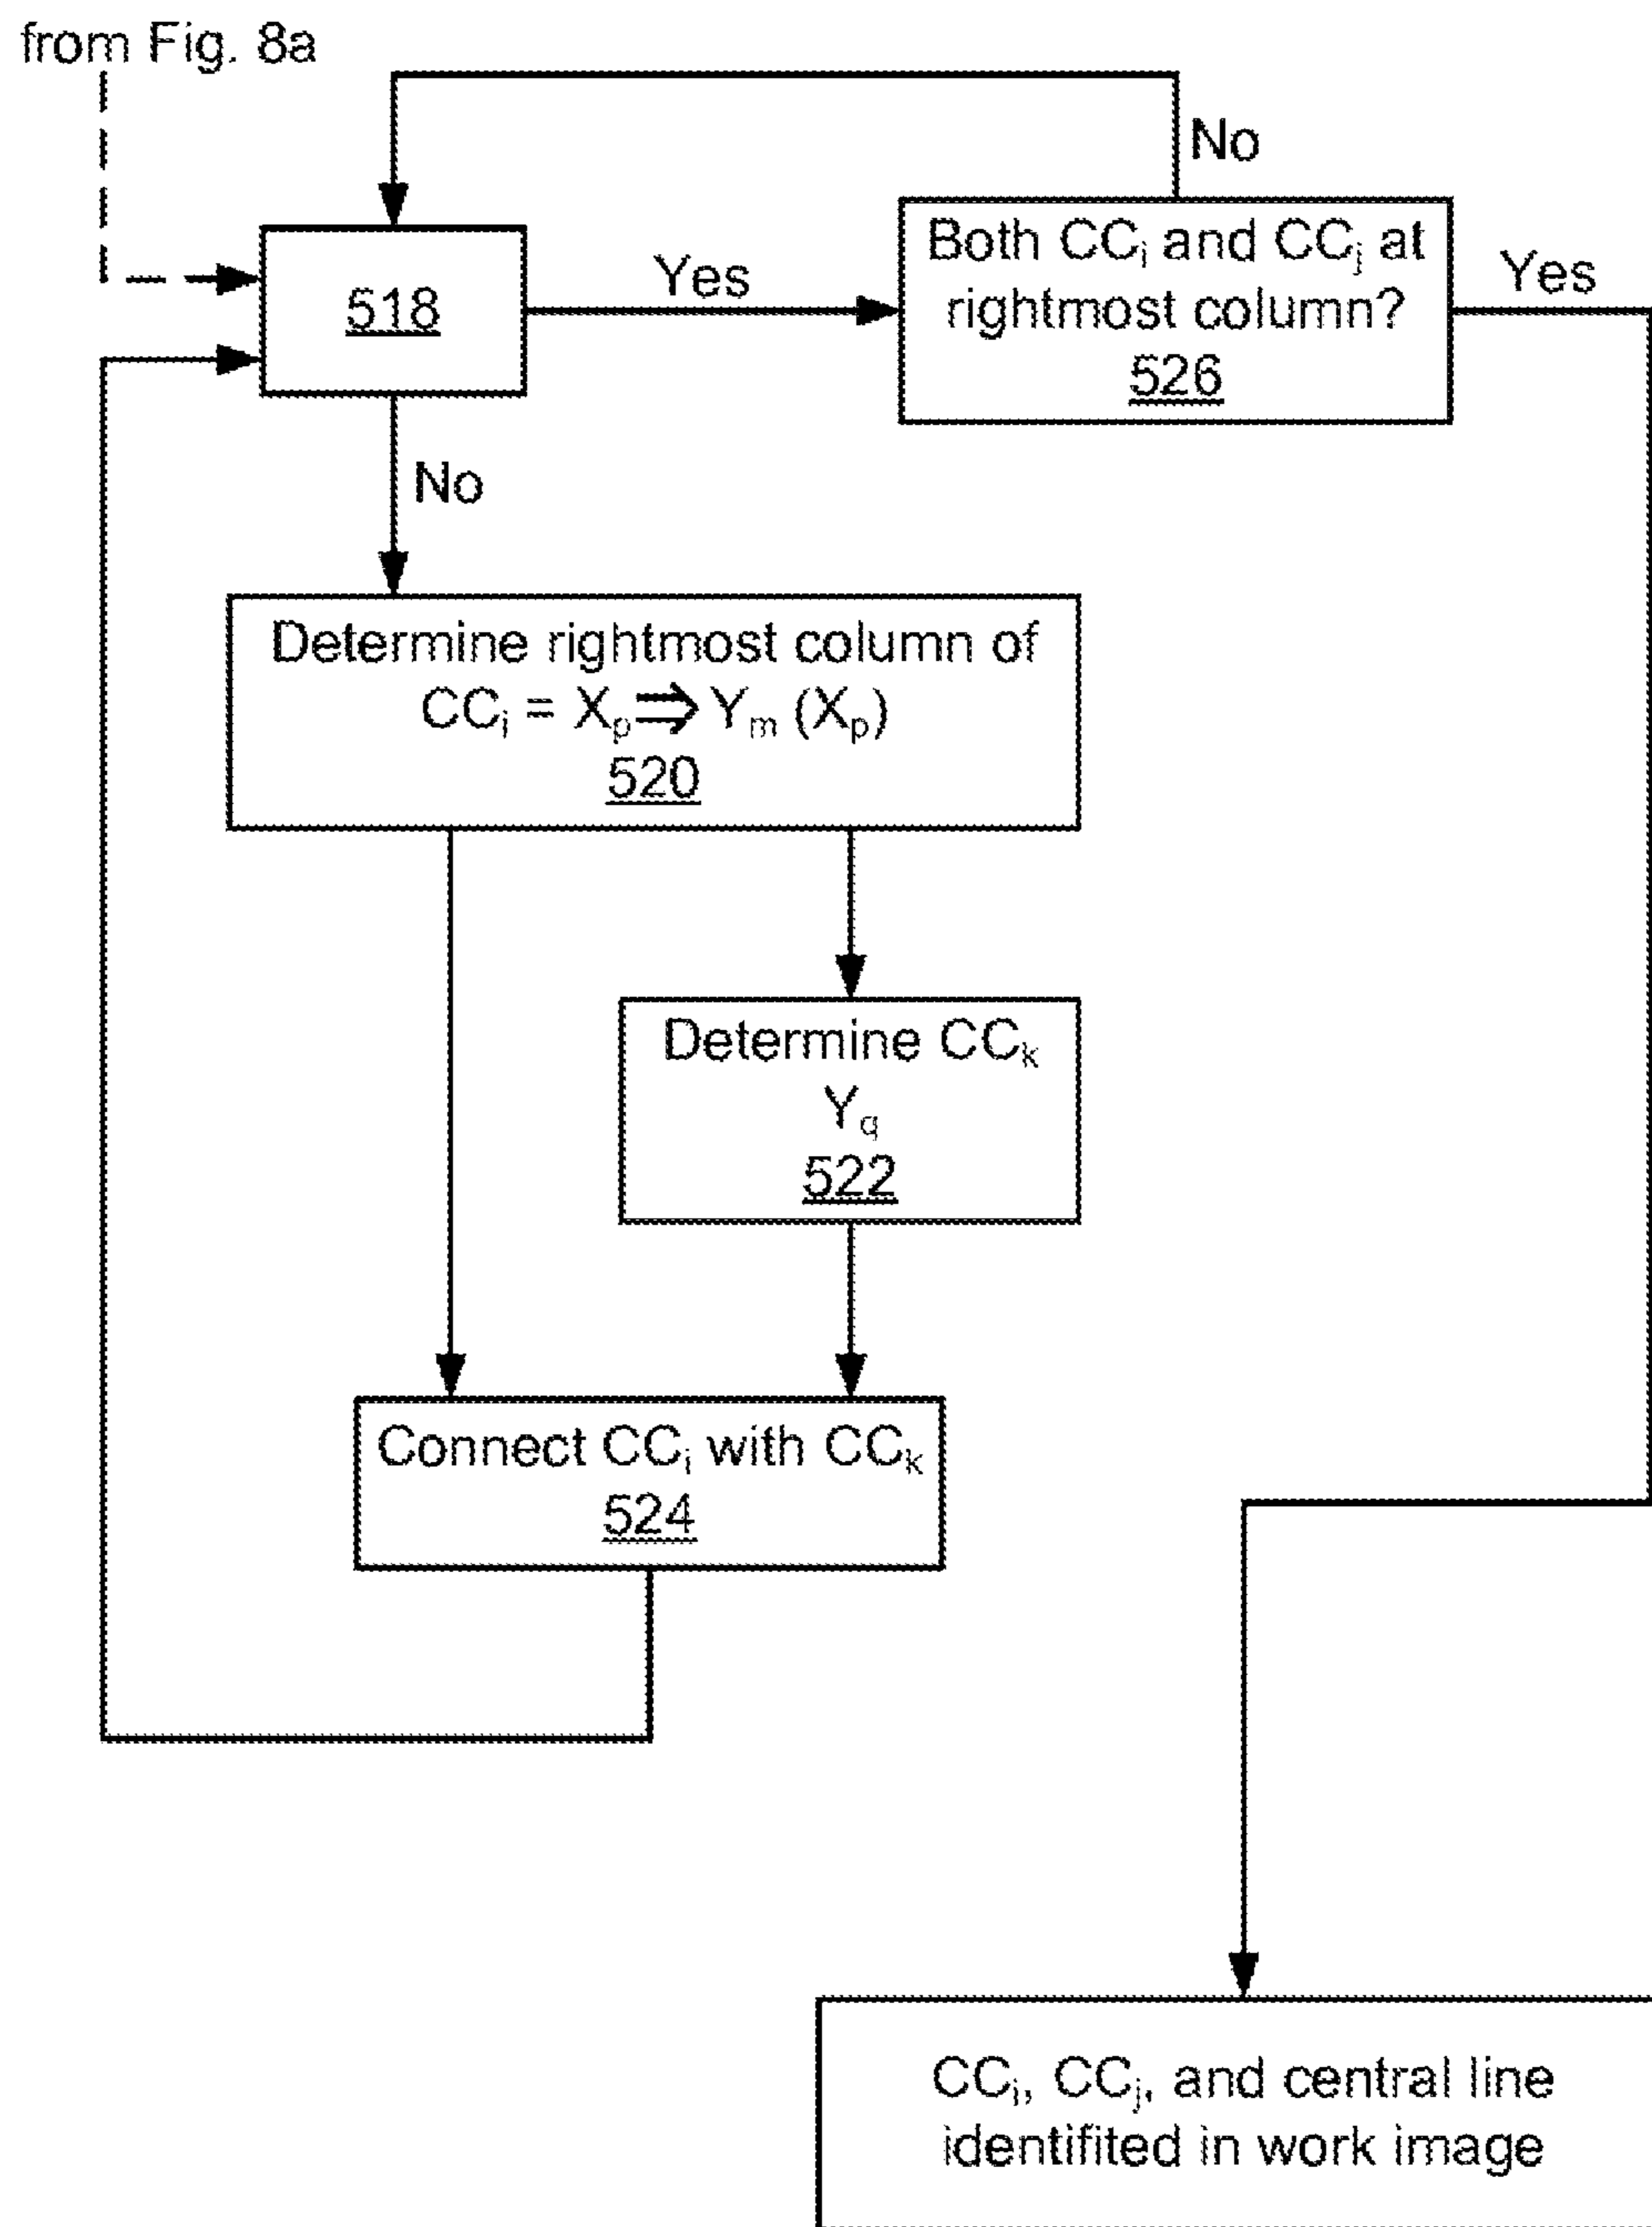 from Fig. 8a
No
518
Yes
Both CCᵢ and CCⱼ at
rightmost column?
526
Yes
No
Determine rightmost column of
CCᵢ = Xₚ ⇒ Yₘ (Xₚ)
520
Determine CCₖ
Y_q
522
Connect CCᵢ with CCₖ
524
CCᵢ, CCⱼ, and central line
identifited in work image